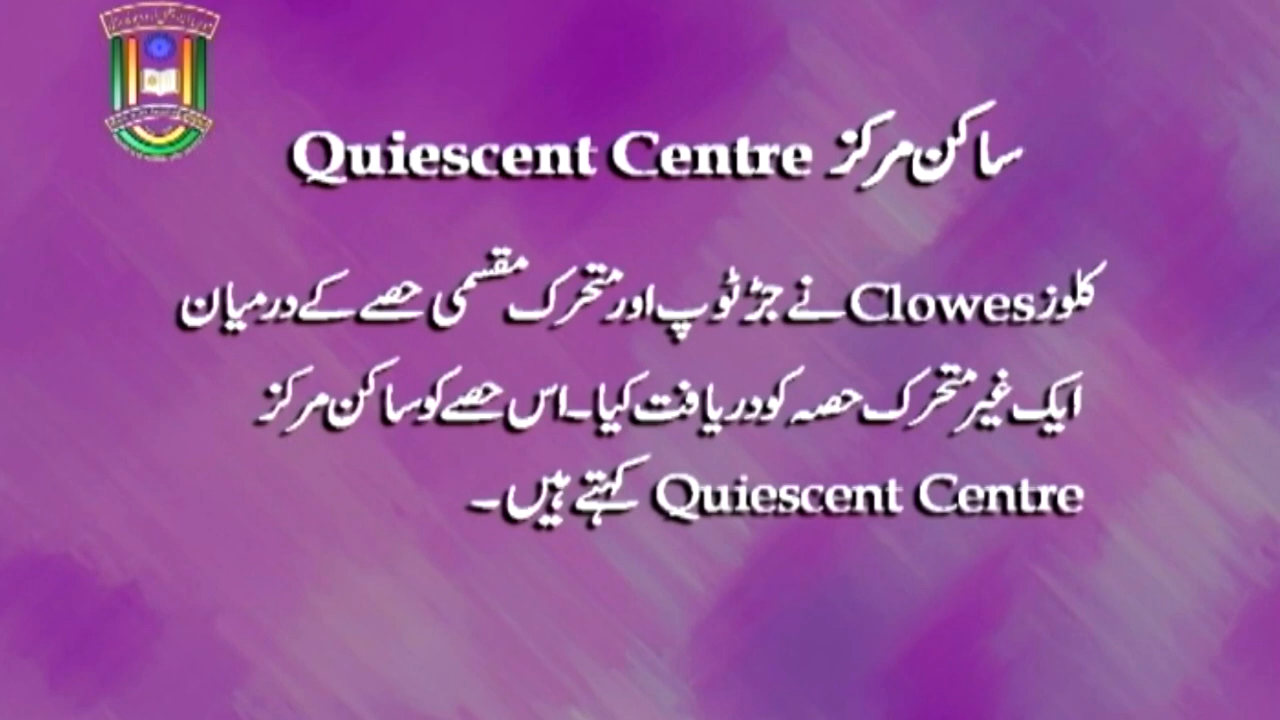 ساکن مرکز Quiescent Centre
کلوز Clowes نے جڑ ٹوپ اور متحرک مقسمی حصے کے درمیان
ایک غیر متحرک حصہ کو دریافت کیا۔ اس حصے کو ساکن مرکز
Quiescent Centre کہتے ہیں۔